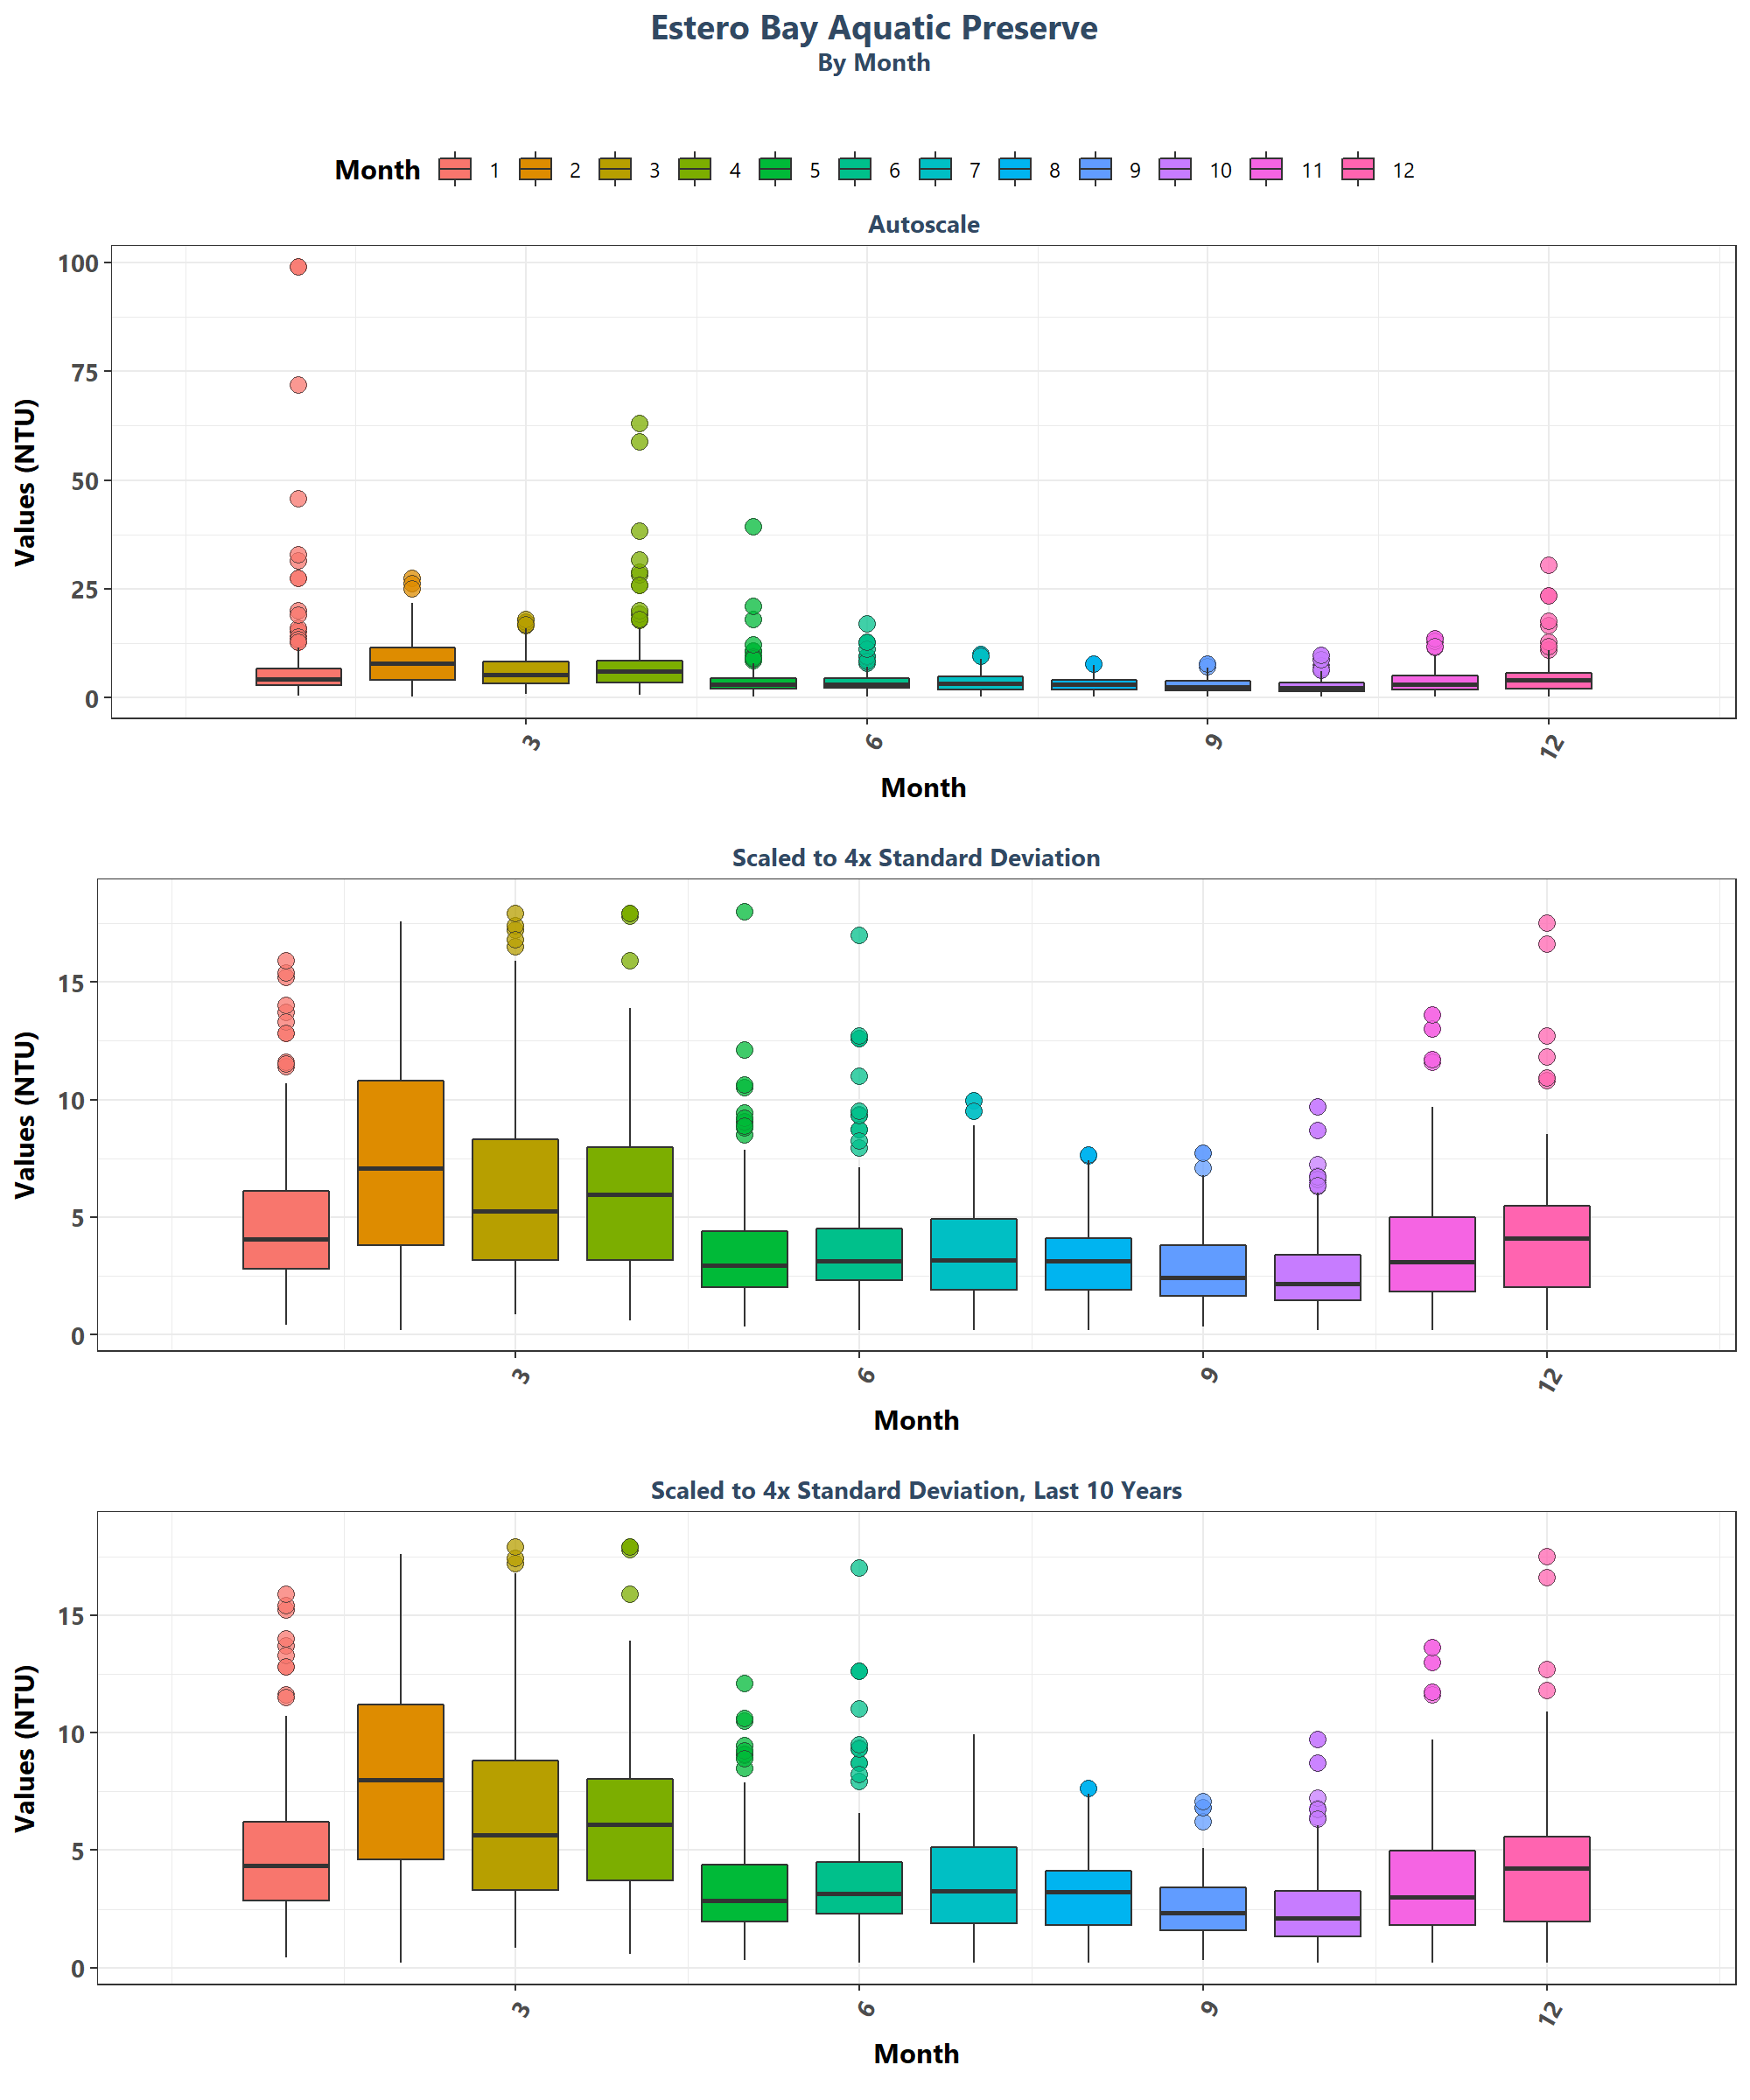 Estero Bay Aquatic Preserve
By Month
Month 1 2 3 4 5 6 7 8 9 10 11 12
Autoscale
Values (NTU)
100
75
50
25
0
3 6 9 12
Month
Scaled to 4x Standard Deviation
Values (NTU)
15
10
5
0
3 6 9 12
Month
Scaled to 4x Standard Deviation, Last 10 Years
Values (NTU)
15
10
5
0
3 6 9 12
Month